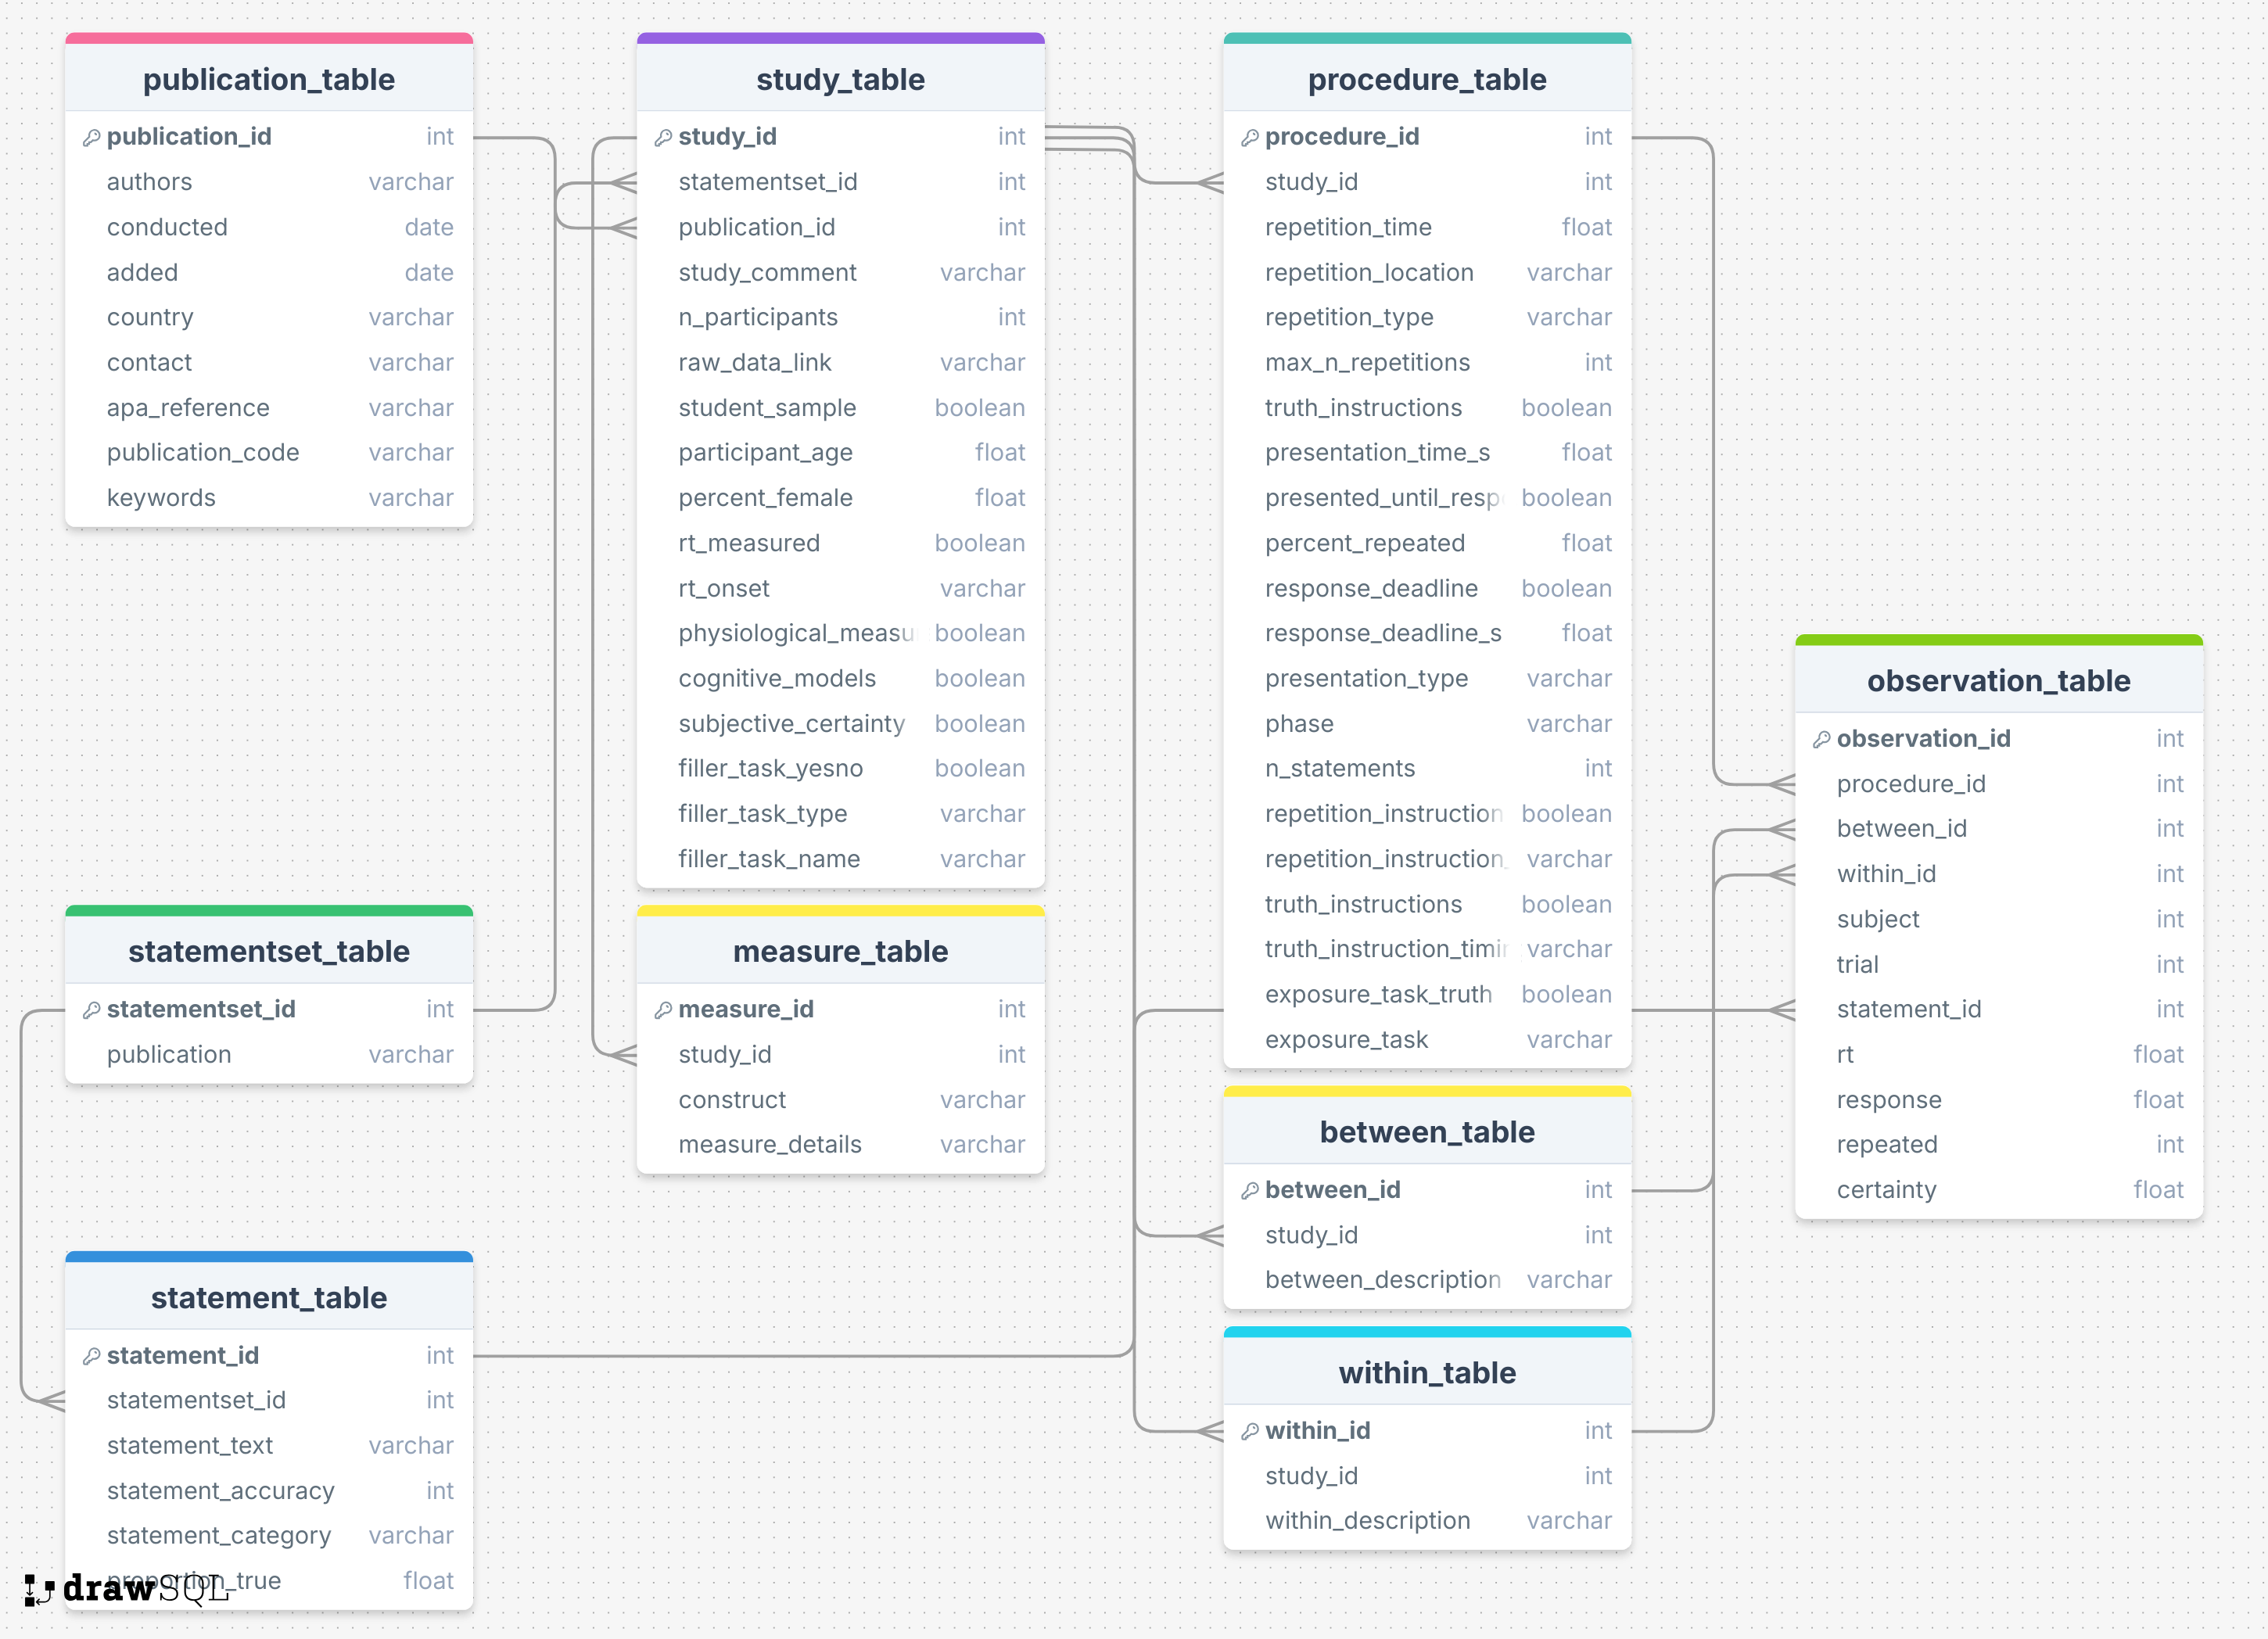 publication_table
publication_id int
authors varchar
conducted date
added date
country varchar
contact varchar
apa_reference varchar
publication_code varchar
keywords varchar
study_table
study_id int
statementset_id int
publication_id int
study_comment varchar
n_participants int
raw_data_link varchar
student_sample boolean
participant_age float
percent_female float
rt_measured boolean
rt_onset varchar
physiological_measu boolean
cognitive_models boolean
subjective_certainty boolean
filler_task_yesno boolean
filler_task_type varchar
filler_task_name varchar
procedure_table
procedure_id int
study_id int
repetition_time float
repetition_location varchar
repetition_type varchar
max_n_repetitions int
truth_instructions boolean
presentation_time_s float
presented_until_resp boolean
percent_repeated float
response_deadline boolean
response_deadline_s float
presentation_type varchar
phase varchar
n_statements int
repetition_instruction boolean
repetition_instruction_ varchar
truth_instructions boolean
truth_instruction_timin varchar
exposure_task_truth boolean
exposure_task varchar
observation_table
observation_id int
procedure_id int
between_id int
within_id int
subject int
trial int
statement_id int
rt float
response float
repeated int
certainty float
statementset_table
statementset_id int
publication varchar
measure_table
measure_id int
study_id int
construct varchar
measure_details varchar
between_table
between_id int
study_id int
between_description varchar
statement_table
statement_id int
statementset_id int
statement_text varchar
statement_accuracy int
statement_category varchar
proportion_true float
within_table
within_id int
study_id int
within_description varchar
drawSQL